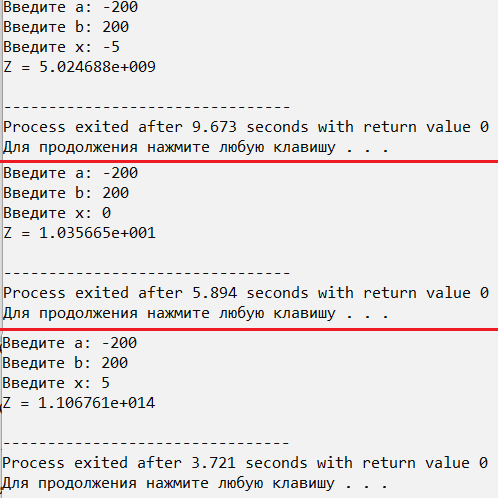 Введите a: -200
Введите b: 200
Введите x: -5
Z = 5.024688e+009
--------------------------------
Process exited after 9.673 seconds with return value 0
Для продолжения нажмите любую клавишу . . .
Введите a: -200
Введите b: 200
Введите x: 0
Z = 1.035665e+001
--------------------------------
Process exited after 5.894 seconds with return value 0
Для продолжения нажмите любую клавишу . . .
Введите a: -200
Введите b: 200
Введите x: 5
Z = 1.106761e+014
--------------------------------
Process exited after 3.721 seconds with return value 0
Для продолжения нажмите любую клавишу . . .